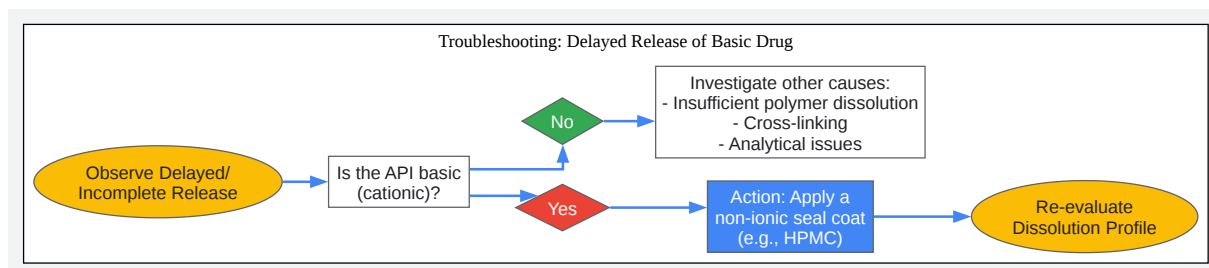 Troubleshooting: Delayed Release of Basic Drug
Observe Delayed/
Incomplete Release
Is the API basic
(cationic)?
No
Investigate other causes:
- Insufficient polymer dissolution
- Cross-linking
- Analytical issues
Yes
Action: Apply a
non-ionic seal coat
(e.g., HPMC)
Re-evaluate
Dissolution Profile